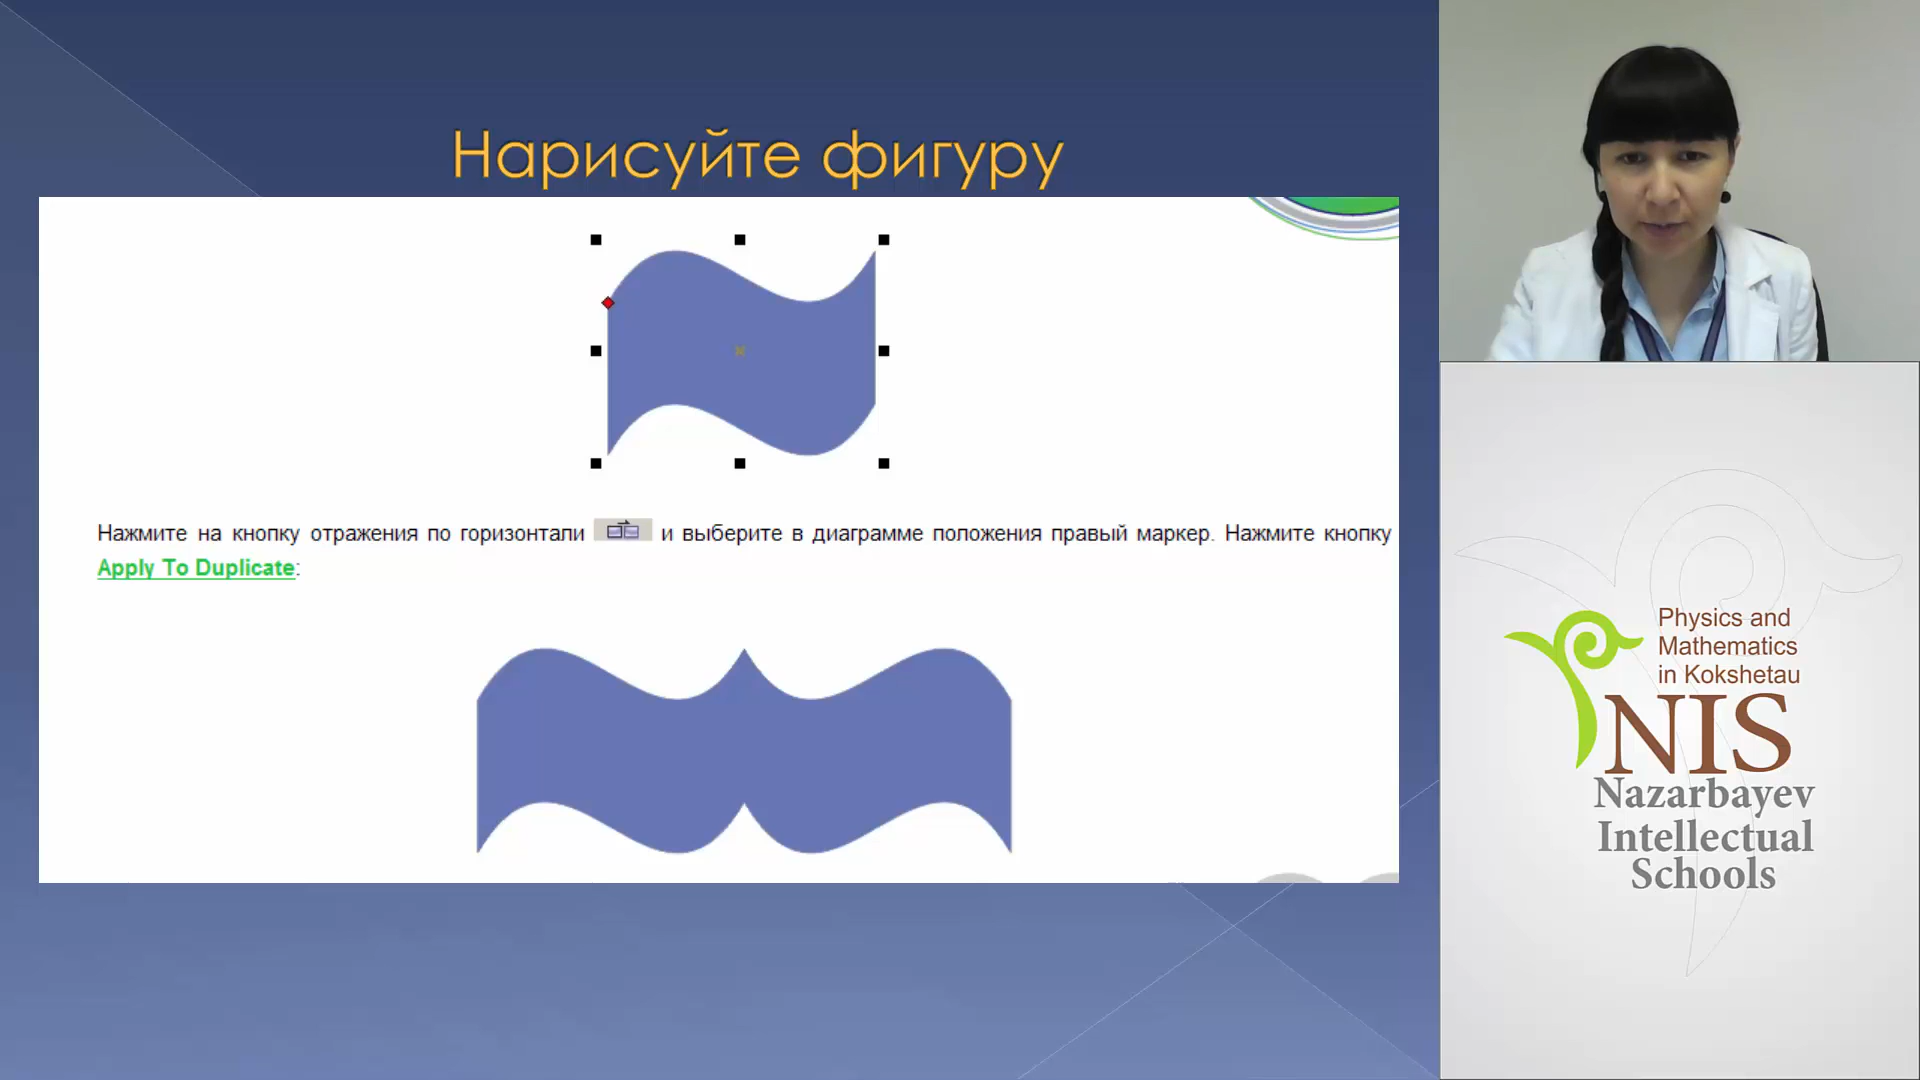 Нарисуйте фигуру
Нажмите на кнопку отражения по горизонтали и выберите в диаграмме положения правый маркер. Нажмите кнопку
Apply To Duplicate:
Physics and
Mathematics
in Kokshetau
NIS
Nazarbayev
Intellectual
Schools